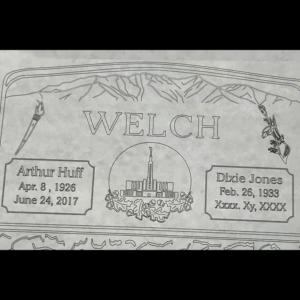 WELCH
Arthur Huff
Apr. 8 , 1926
June 24, 2017
Dixie Jones
Feb. 26, 1933
Xxxx. Xy, XXXX